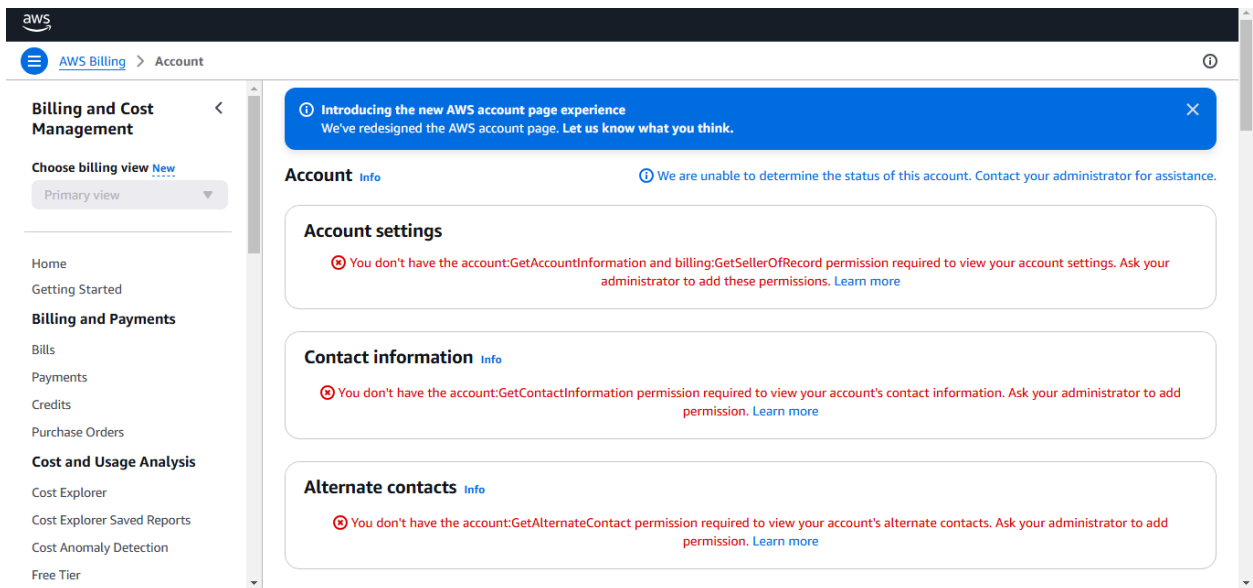 aws
AWS Billing > Account
Billing and Cost
Management
Choose billing view New
Primary view
Home
Getting Started
Billing and Payments
Bills
Payments
Credits
Purchase Orders
Cost and Usage Analysis
Cost Explorer
Cost Explorer Saved Reports
Cost Anomaly Detection
Free Tier
Introducing the new AWS account page experience
We've redesigned the AWS account page. Let us know what you think.
Account Info
We are unable to determine the status of this account. Contact your administrator for assistance.
Account settings
You don't have the account:GetAccountInformation and billing:GetSellerOfRecord permission required to view your account settings. Ask your
administrator to add these permissions. Learn more
Contact information Info
You don't have the account:GetContactInformation permission required to view your account's contact information. Ask your administrator to add
permission. Learn more
Alternate contacts Info
You don't have the account:GetAlternateContact permission required to view your account's alternate contacts. Ask your administrator to add
permission. Learn more